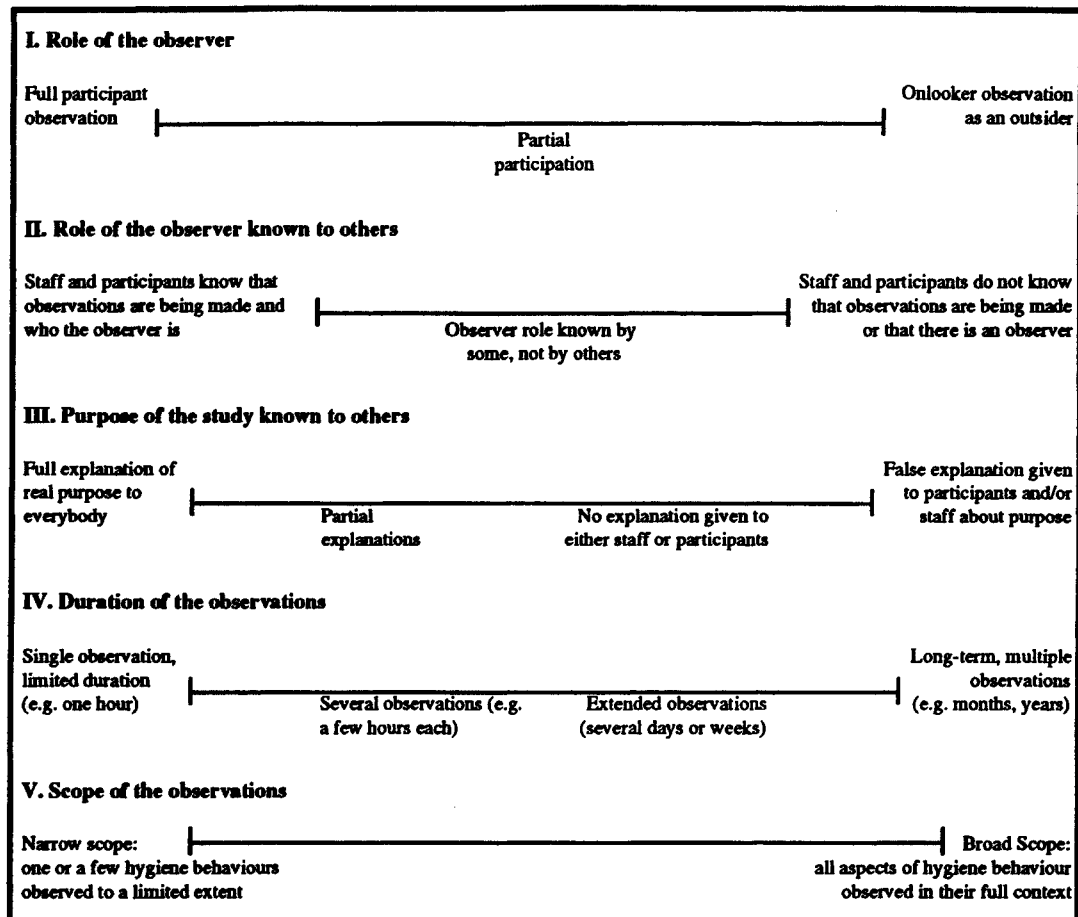 I. Role of the observer
Full participant
observation
Onlooker observation
as an outsider
Partial
participation
II. Role of the observer known to others
Staff and participants know that
observations are being made and
who the observer is
Staff and participants do not know
that observations are being made
or that there is an observer
Observer role known by
some, not by others
III. Purpose of the study known to others
Full explanation of
real purpose to
everybody
False explanation given
to participants and/or
staff about purpose
Partial
explanations
No explanation given to
either staff or participants
IV. Duration of the observations
Single observation,
limited duration
(e.g. one hour)
Long-term, multiple
observations
(e.g. months, years)
Several observations (e.g.
a few hours each)
Extended observations
(several days or weeks)
V. Scope of the observations
Narrow scope:
one or a few hygiene behaviours
observed to a limited extent
Broad Scope:
all aspects of hygiene behaviour
observed in their full context